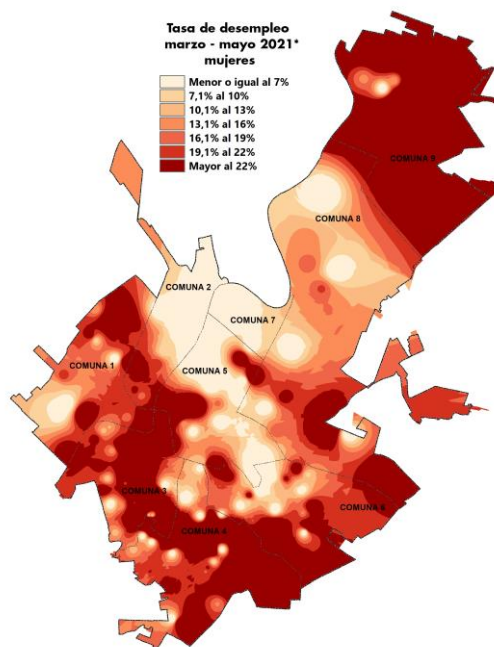 Tasa de desempleo
marzo - mayo 2021*
mujeres
Menor o igual al 7%
7,1% al 10%
10,1% al 13%
13,1% al 16%
16,1% al 19%
19,1% al 22%
Mayor al 22%
COMUNA 9
COMUNA 8
COMUNA 2
COMUNA 7
COMUNA 1
COMUNA 5
COMUNA 3
COMUNA 6
COMUNA 4